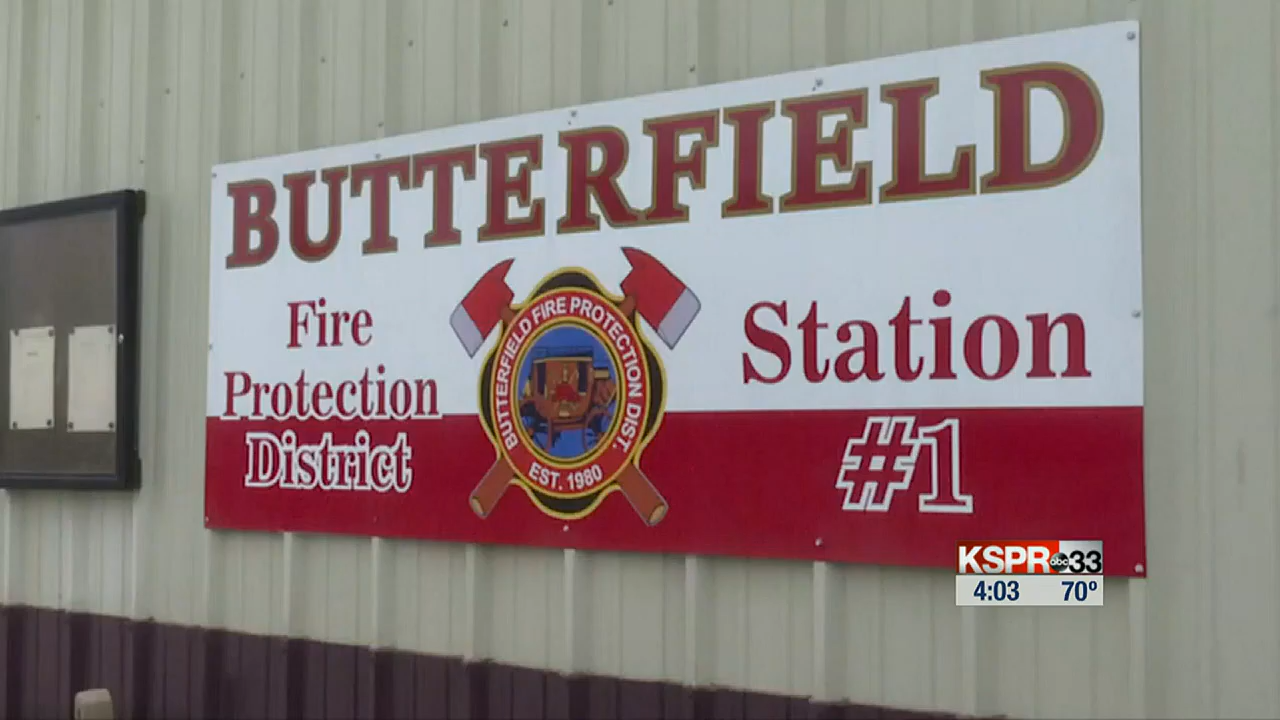 BUTTERFIELD
Fire
Protection
District
BUTTERFIELD FIRE PROTECTION DIST.
EST. 1980
Station
#1
KSPR abc 33
4:03 70°